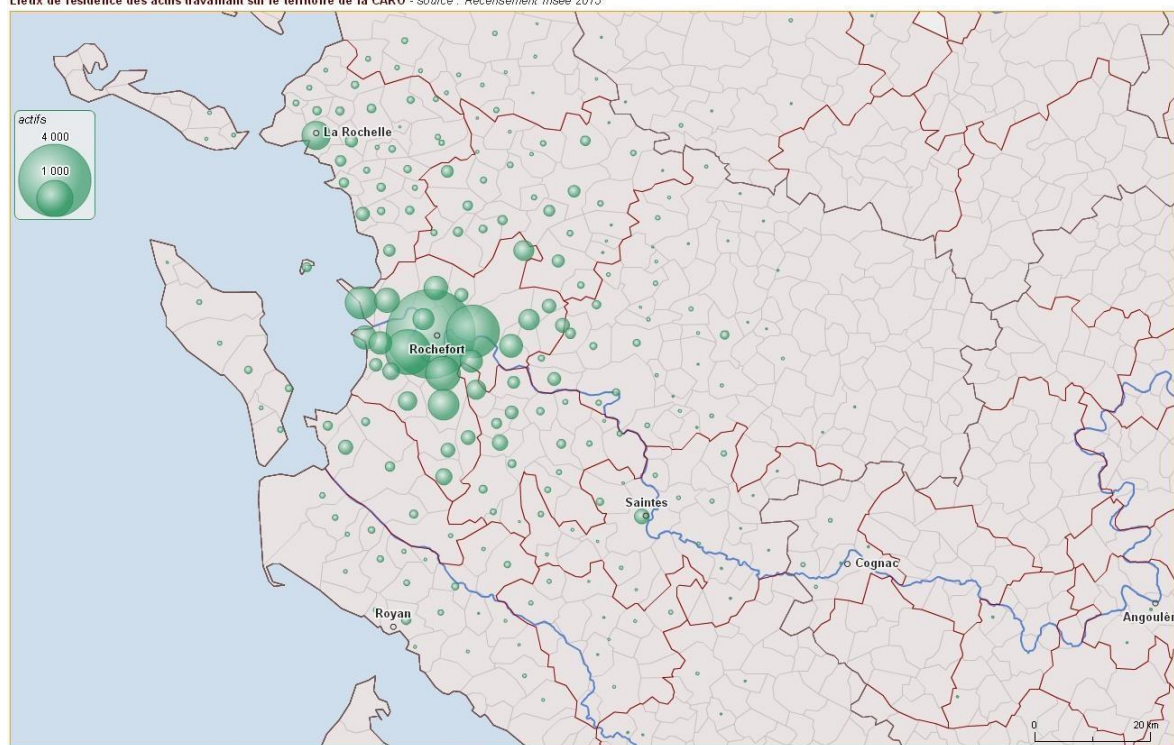 Lieux de résidence des actifs travaillant sur le territoire de la CARO - source : Recensement Insee 2015
actifs
4 000
1 000
La Rochelle
Rochefort
Saintes
Cognac
Royan
Angoulêm
0
20 km